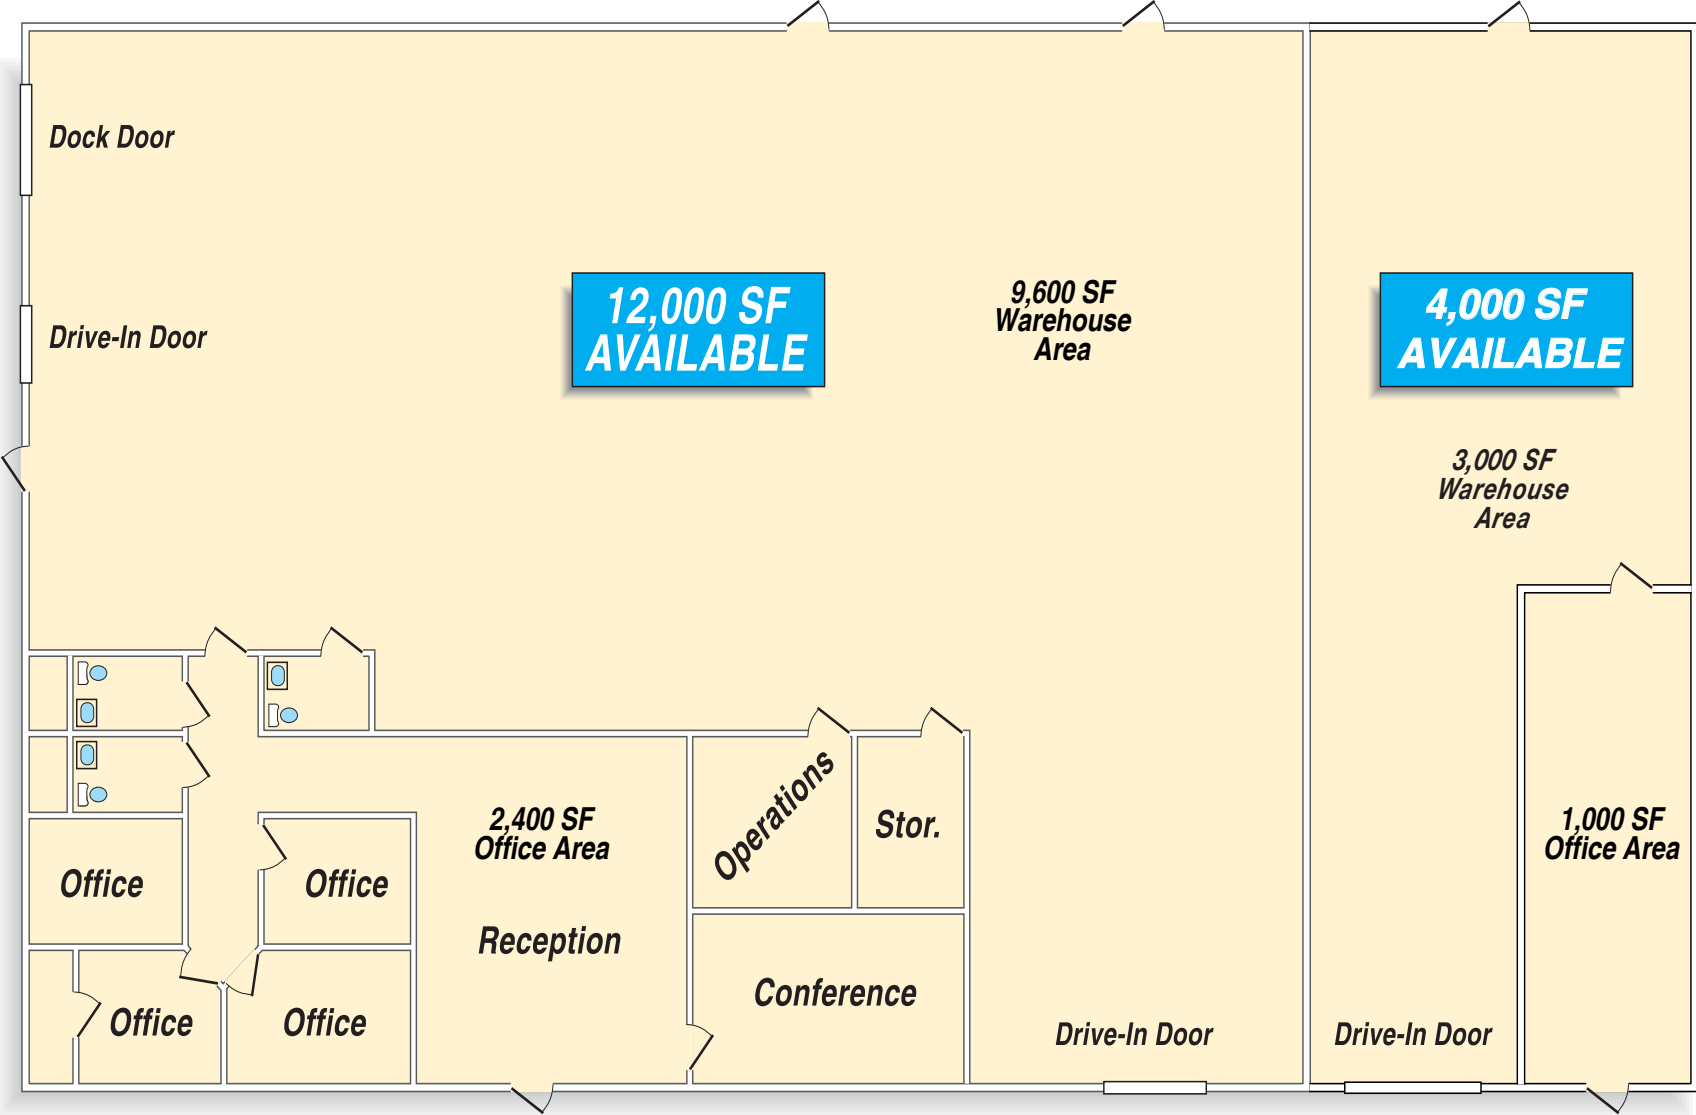 Dock Door
Drive-In Door
12,000 SF
AVAILABLE
9,600 SF
Warehouse
Area
4,000 SF
AVAILABLE
3,000 SF
Warehouse
Area
2,400 SF
Office Area
Operations
Stor.
1,000 SF
Office Area
Office
Office
Reception
Conference
Office
Office
Drive-In Door
Drive-In Door